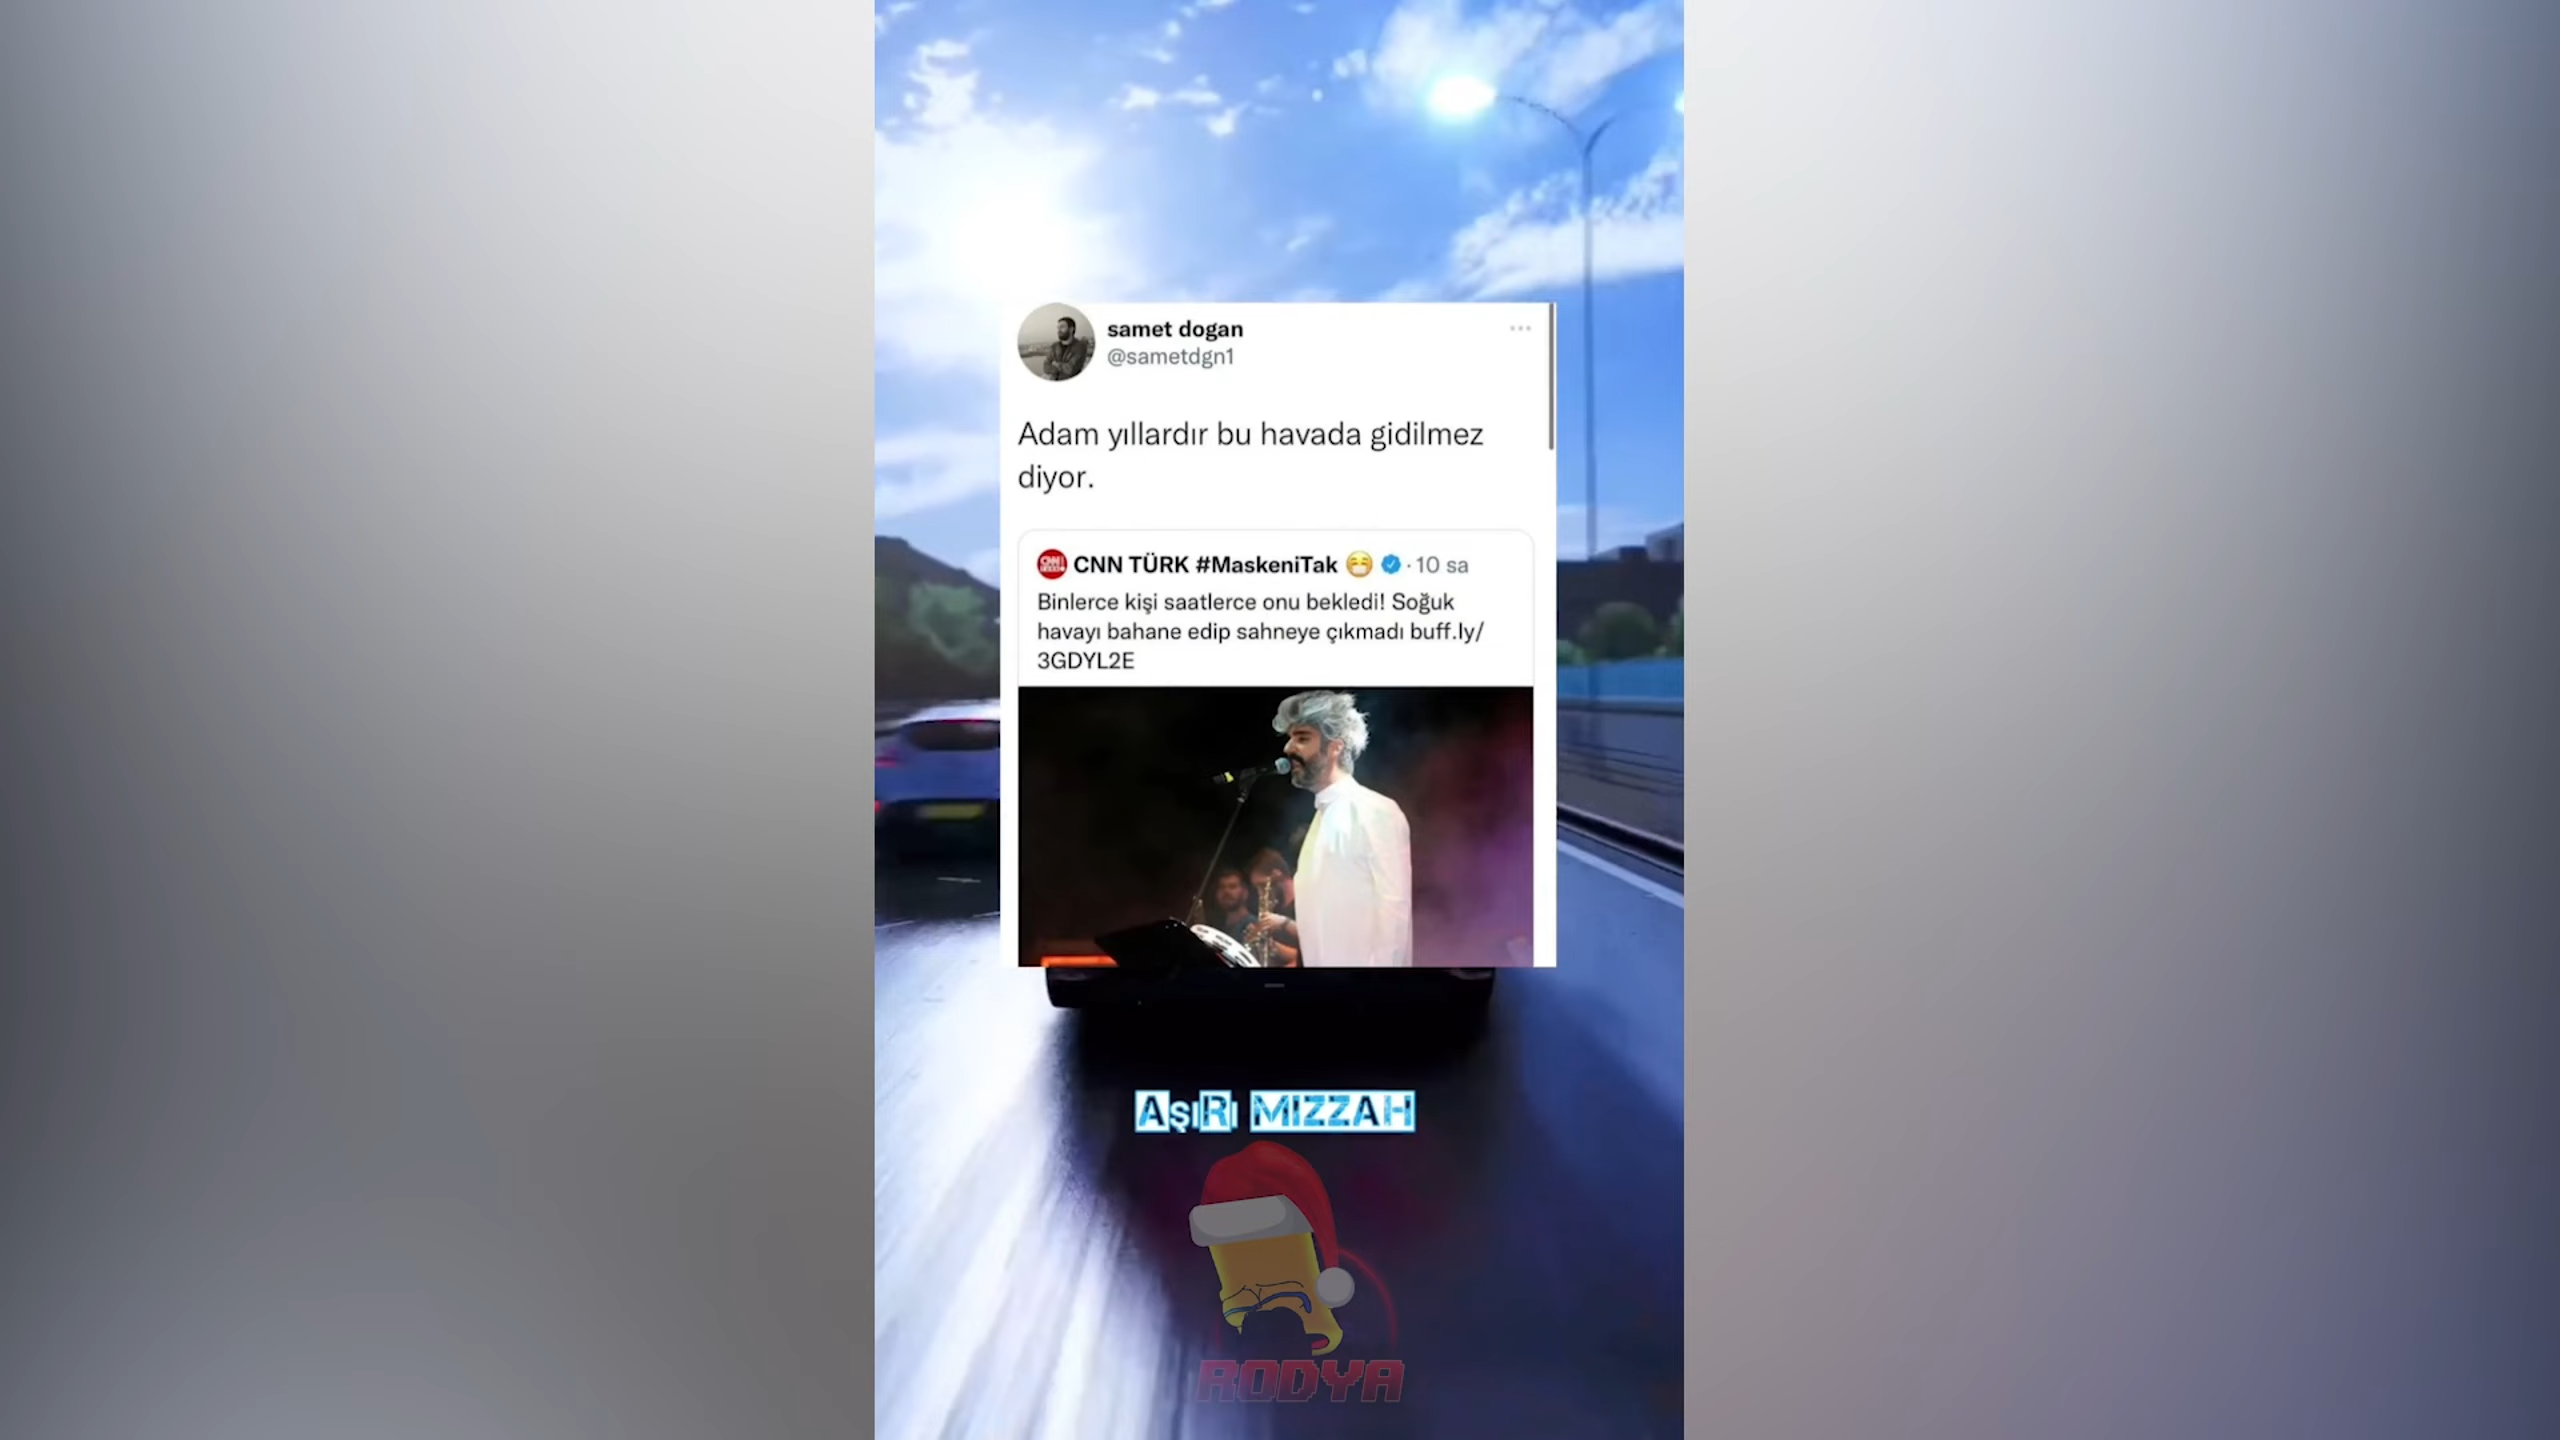 samet dogan
@sametdgn1
Adam yıllardır bu havada gidilmez
diyor.
CNN TÜRK #MaskeniTak 😷 · 10 sa
Binlerce kişi saatlerce onu bekledi! Soğuk
havayı bahane edip sahneye çıkmadı buff.ly/
3GDYL2E
AşıRı MIZZAH
RODYA